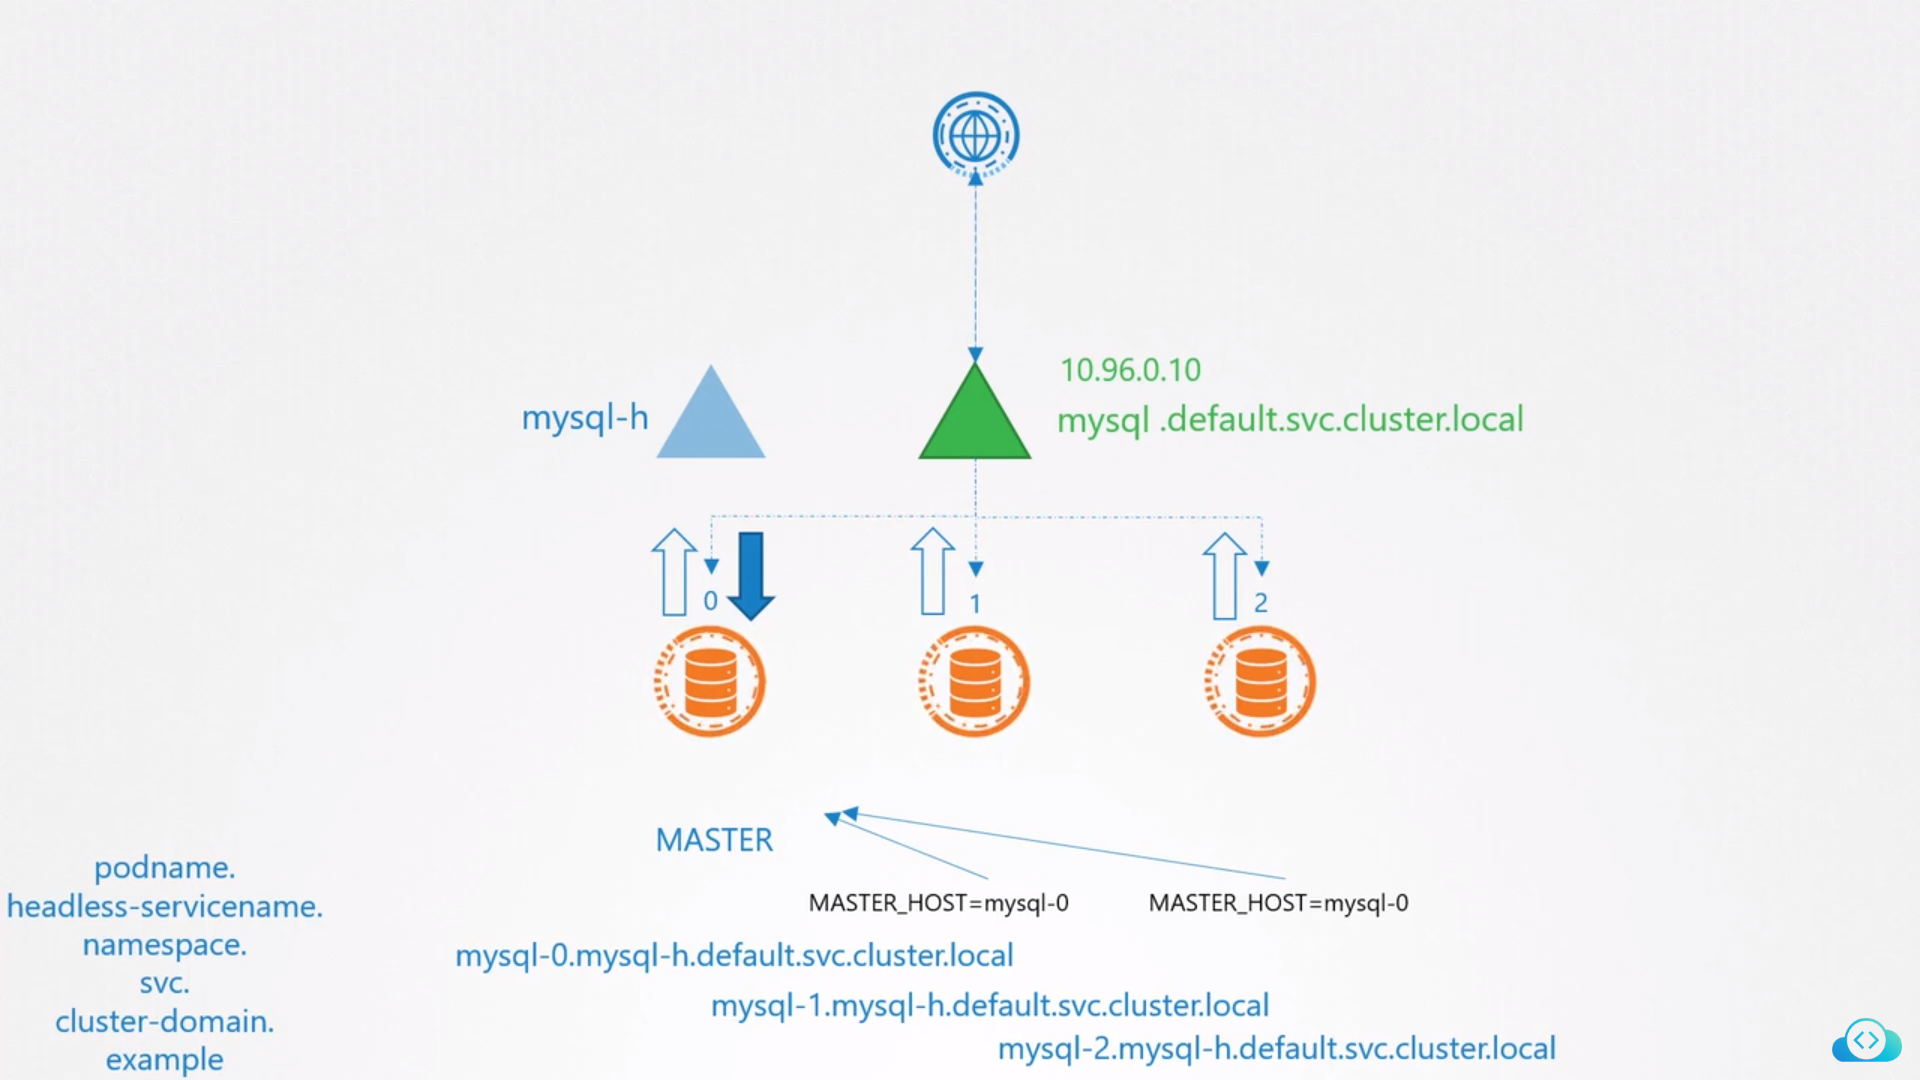 10.96.0.10
mysql-h
mysql .default.svc.cluster.local
0
1
2
MASTER
podname.
headless-servicename.
namespace.
svc.
cluster-domain.
example
MASTER_HOST=mysql-0
MASTER_HOST=mysql-0
mysql-0.mysql-h.default.svc.cluster.local
mysql-1.mysql-h.default.svc.cluster.local
mysql-2.mysql-h.default.svc.cluster.local